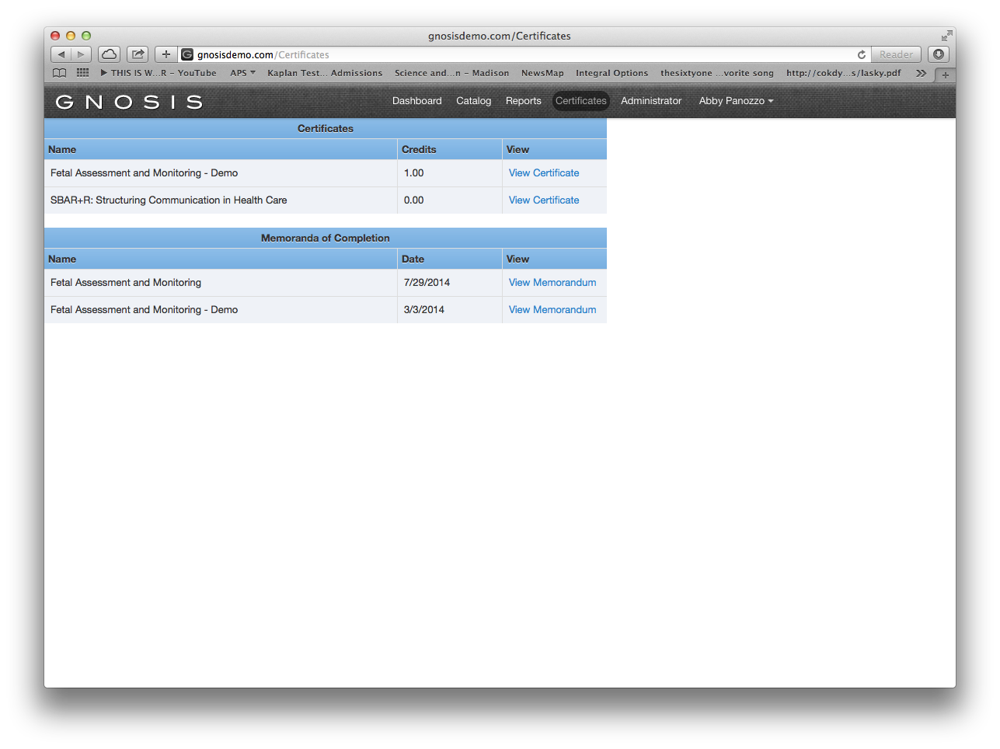 gnosisdemo.com/Certificates
gnosisdemo.com/Certificates Reader
THIS IS W...R – YouTube APS Kaplan Test... Admissions Science and...n – Madison NewsMap Integral Options thesixtyone ...vorite song http://cokdy...s/lasky.pdf
GNOSIS Dashboard Catalog Reports Certificates Administrator Abby Panozzo
Certificates
Name Credits View
Fetal Assessment and Monitoring - Demo 1.00 View Certificate
SBAR+R: Structuring Communication in Health Care 0.00 View Certificate
Memoranda of Completion
Name Date View
Fetal Assessment and Monitoring 7/29/2014 View Memorandum
Fetal Assessment and Monitoring - Demo 3/3/2014 View Memorandum